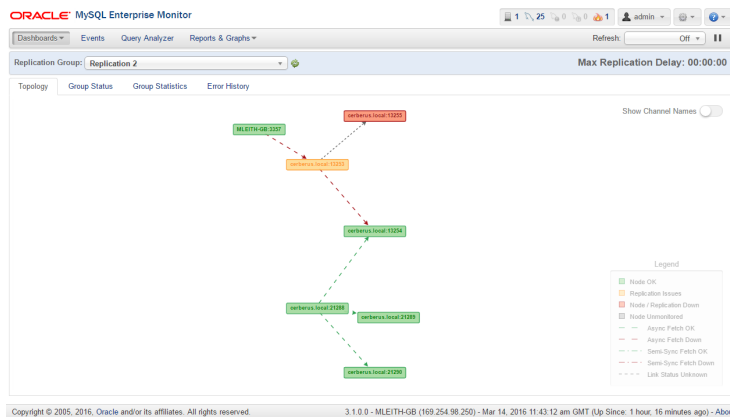 ORACLE MySQL Enterprise Monitor
1 25 0 0 1 admin
Dashboards Events Query Analyzer Reports & Graphs Refresh: Off
Replication Group: Replication 2 Max Replication Delay: 00:00:00
Topology Group Status Group Statistics Error History
Show Channel Names
cerberus.local:13255
MLEITH-GB:3357
cerberus.local:13253
cerberus.local:13254
cerberus.local:21288
cerberus.local:21289
cerberus.local:21290
Legend
Node OK
Replication Issues
Node / Replication Down
Node Unmonitored
Async Fetch OK
Async Fetch Down
Semi-Sync Fetch OK
Semi-Sync Fetch Down
Link Status Unknown
Copyright © 2005, 2016, Oracle and/or its affiliates. All rights reserved. 3.1.0.0 - MLEITH-GB (169.254.98.250) - Mar 14, 2016 11:43:12 am GMT (Up Since: 1 hour, 16 minutes ago) - Abou